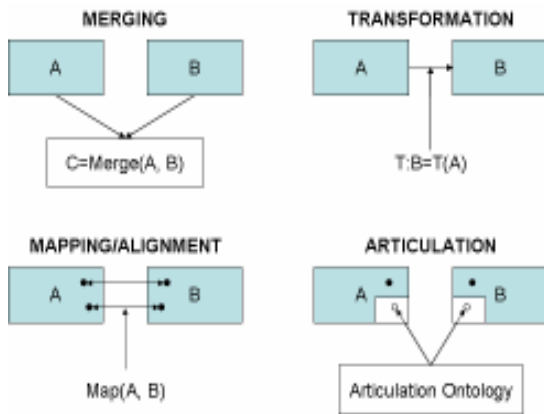 MERGING
A
B
C=Merge(A, B)
TRANSFORMATION
A
B
T:B=T(A)
MAPPING/ALIGNMENT
A
B
Map(A, B)
ARTICULATION
A
B
Articulation Ontology